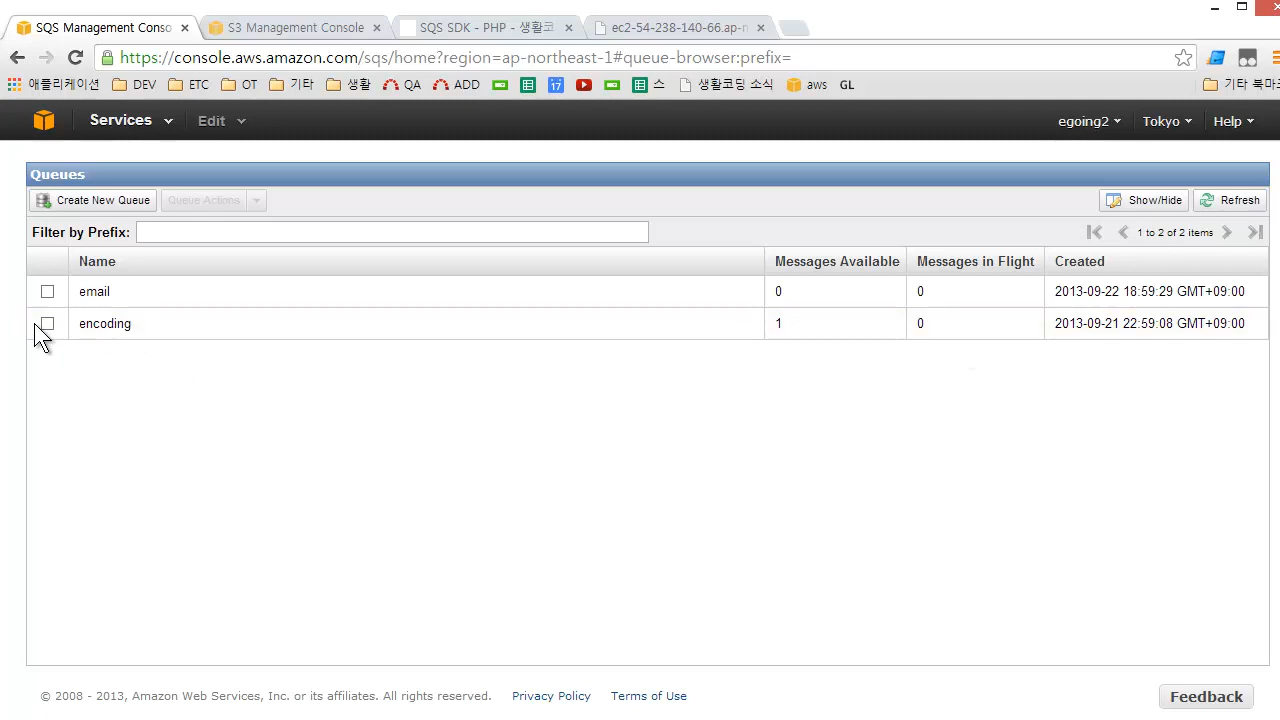 SQS Management Conso
S3 Management Console
SQS SDK - PHP - 생활코
ec2-54-238-140-66.ap-n
https://console.aws.amazon.com/sqs/home?region=ap-northeast-1#queue-browser:prefix=
애플리케이션 DEV ETC OT 기타 생활 QA ADD 17 스 생활코딩 소식 aws GL 기타 북마크
Services Edit egoing2 Tokyo Help
Queues
Create New Queue Queue Actions Show/Hide Refresh
Filter by Prefix: 1 to 2 of 2 items
Name Messages Available Messages in Flight Created
email 0 0 2013-09-22 18:59:29 GMT+09:00
encoding 1 0 2013-09-21 22:59:08 GMT+09:00
© 2008 - 2013, Amazon Web Services, Inc. or its affiliates. All rights reserved. Privacy Policy Terms of Use Feedback